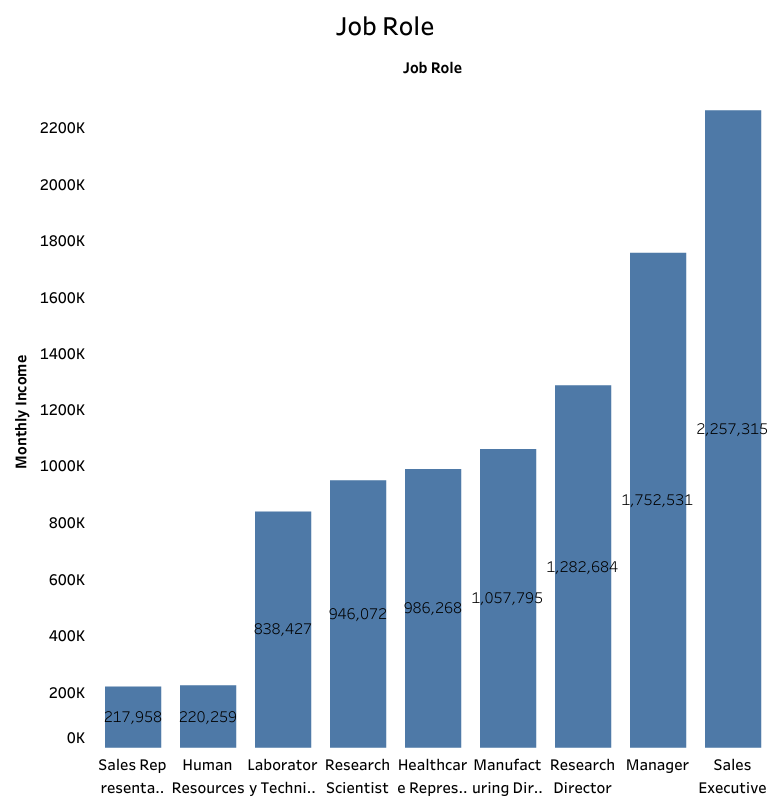 Job Role
Job Role
Monthly Income
2200K
2000K
1800K
1600K
1400K
1200K
1000K
800K
600K
400K
200K
0K
2,257,315
1,752,531
1,282,684
1,057,795
986,268
946,072
838,427
217,958
220,259
Sales Rep Human Laborator Research Healthcar Manufact Research Manager Sales
resenta.. Resources y Techni.. Scientist e Repres.. uring Dir.. Director Executive